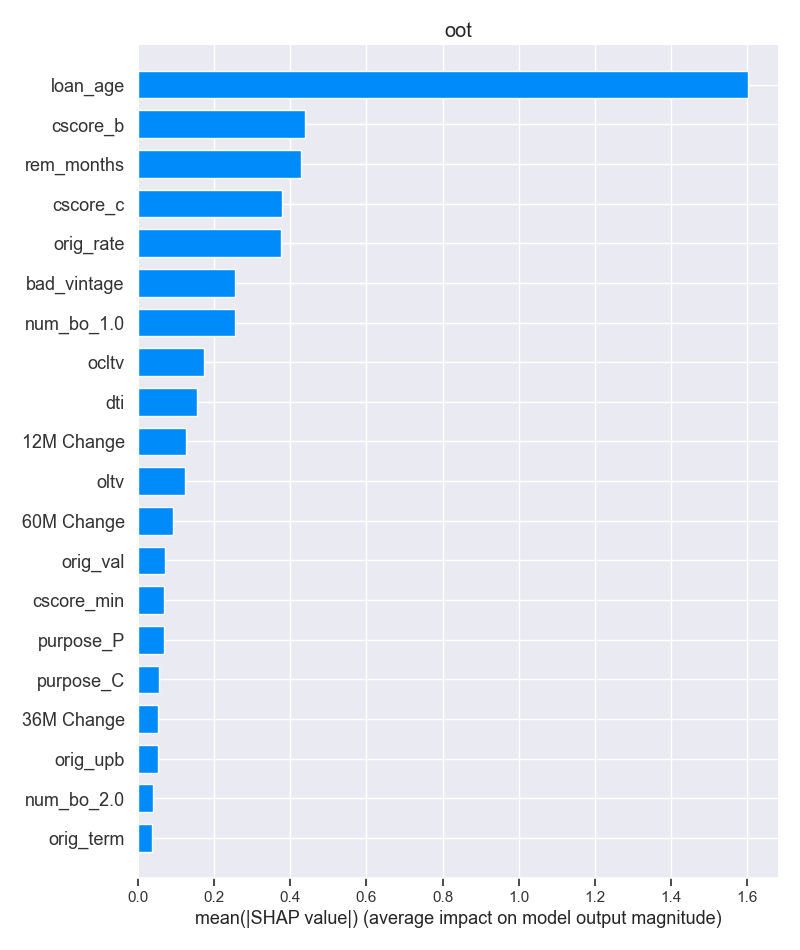 oot
loan_age
cscore_b
rem_months
cscore_c
orig_rate
bad_vintage
num_bo_1.0
ocltv
dti
12M Change
oltv
60M Change
orig_val
cscore_min
purpose_P
purpose_C
36M Change
orig_upb
num_bo_2.0
orig_term
0.0 0.2 0.4 0.6 0.8 1.0 1.2 1.4 1.6
mean(|SHAP value|) (average impact on model output magnitude)